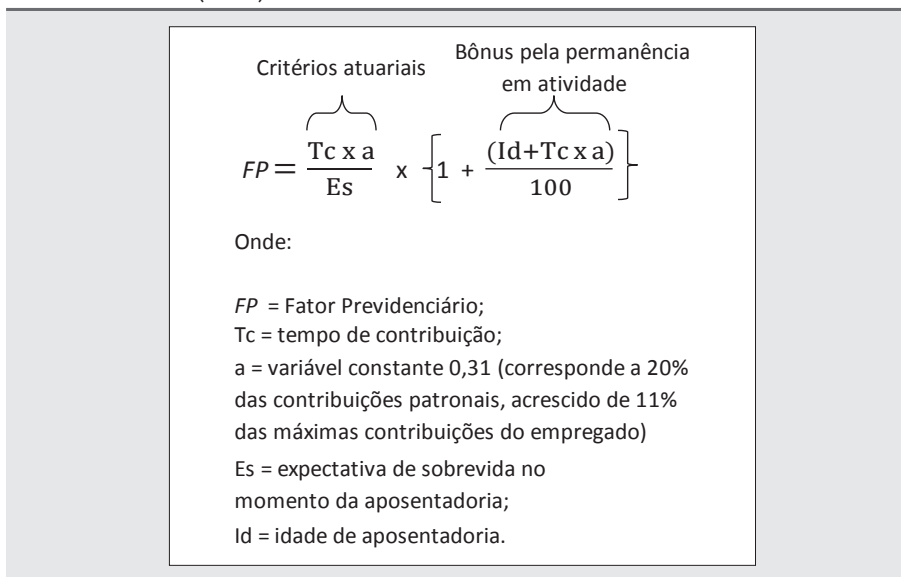 Critérios atuariais
Bônus pela permanência
em atividade
FP = Tc x a / Es x {1 + (Id+Tc x a) / 100}
Onde:
FP = Fator Previdenciário;
Tc = tempo de contribuição;
a = variável constante 0,31 (corresponde a 20%
das contribuições patronais, acrescido de 11%
das máximas contribuições do empregado)
Es = expectativa de sobrevida no
momento da aposentadoria;
Id = idade de aposentadoria.